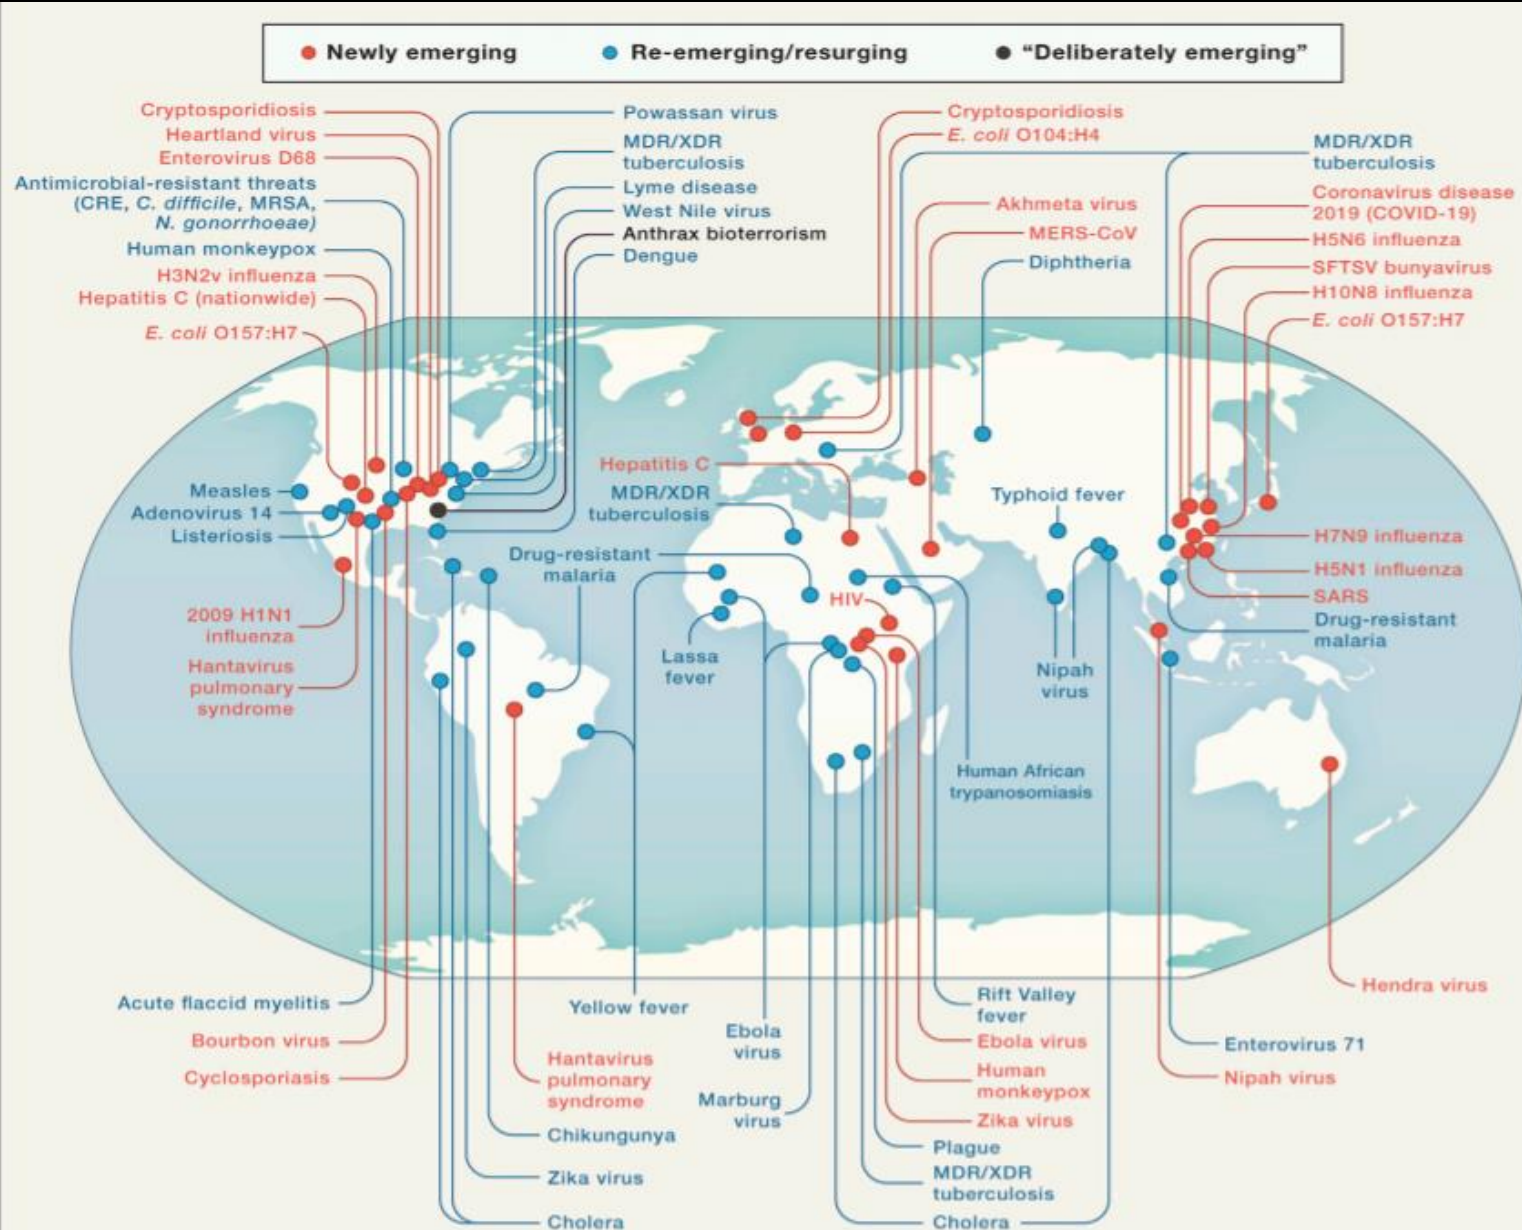 Newly emerging
Re-emerging/resurging
“Deliberately emerging”
Cryptosporidiosis
Heartland virus
Enterovirus D68
Antimicrobial-resistant threats
(CRE, C. difficile, MRSA,
N. gonorrhoeae)
Human monkeypox
H3N2v influenza
Hepatitis C (nationwide)
E. coli O157:H7
Powassan virus
MDR/XDR
tuberculosis
Lyme disease
West Nile virus
Anthrax bioterrorism
Dengue
Cryptosporidiosis
E. coli O104:H4
Akhmeta virus
MERS-CoV
Diphtheria
MDR/XDR
tuberculosis
Coronavirus disease
2019 (COVID-19)
H5N6 influenza
SFTSV bunyavirus
H10N8 influenza
E. coli O157:H7
Measles
Adenovirus 14
Listeriosis
2009 H1N1
influenza
Hantavirus
pulmonary
syndrome
Hepatitis C
MDR/XDR
tuberculosis
Drug-resistant
malaria
HIV
Lassa
fever
Typhoid fever
Nipah
virus
Human African
trypanosomiasis
H7N9 influenza
H5N1 influenza
SARS
Drug-resistant
malaria
Acute flaccid myelitis
Bourbon virus
Cyclosporiasis
Yellow fever
Hantavirus
pulmonary
syndrome
Chikungunya
Zika virus
Cholera
Ebola
virus
Marburg
virus
Rift Valley
fever
Ebola virus
Human
monkeypox
Zika virus
Plague
MDR/XDR
tuberculosis
Cholera
Hendra virus
Enterovirus 71
Nipah virus